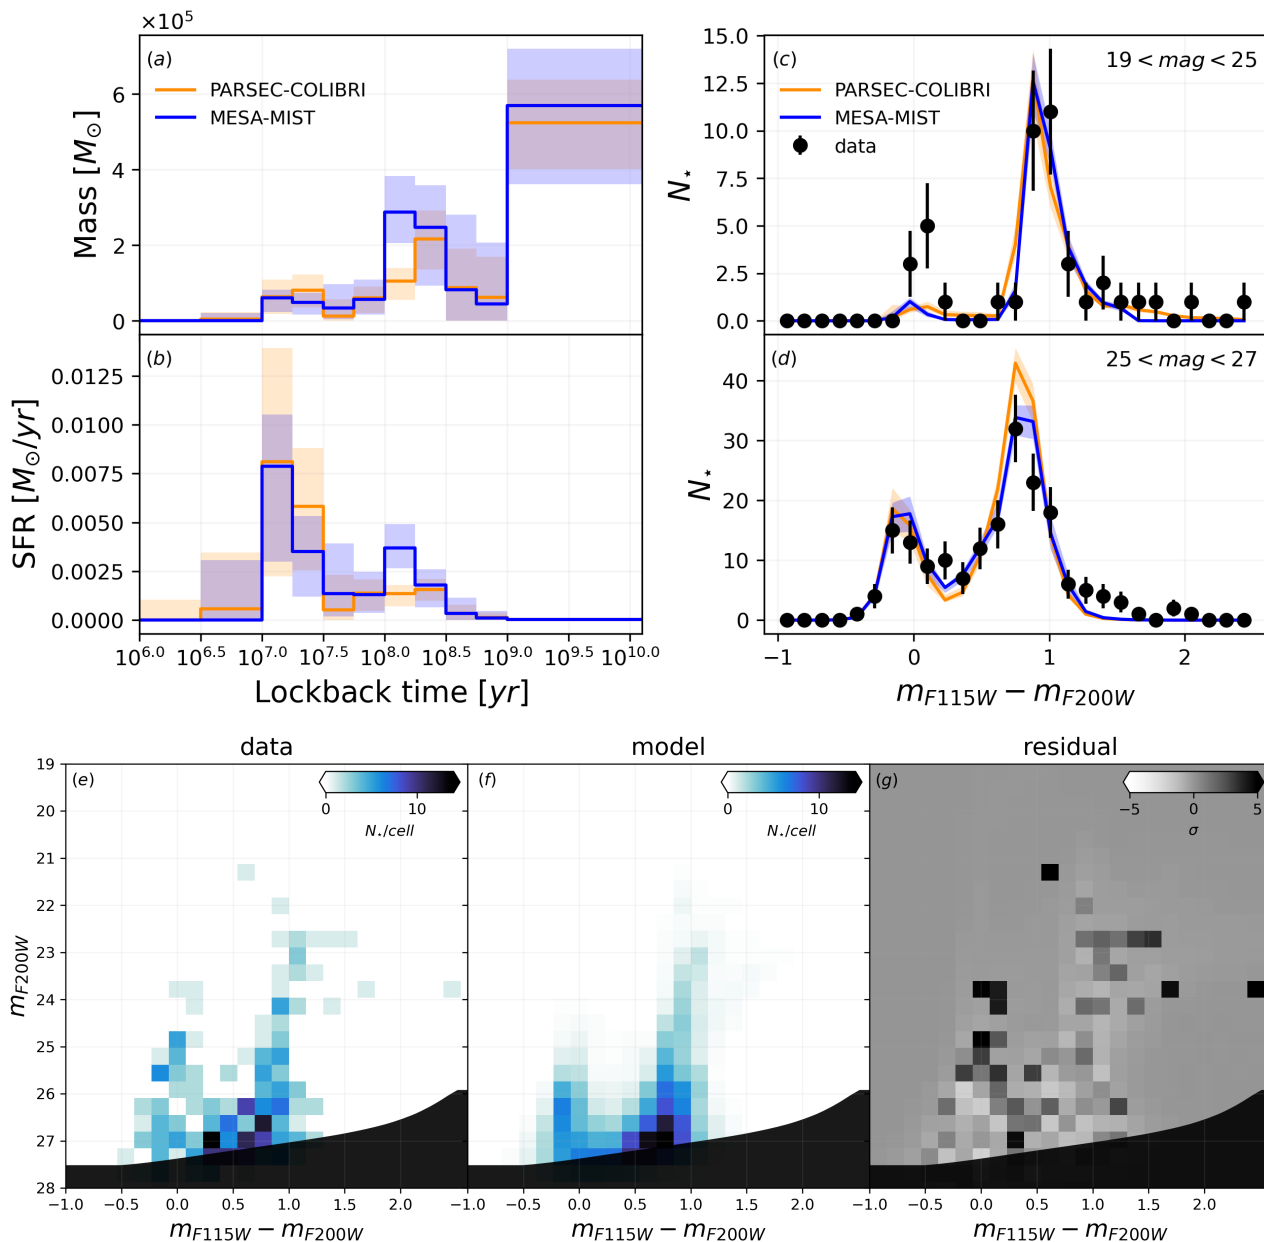 ×10⁵
(a)
PARSEC-COLIBRI
MESA-MIST
Mass [M⊙]
6
4
2
0
(b)
SFR [M⊙/yr]
0.0125
0.0100
0.0075
0.0050
0.0025
0.0000
10^6.0 10^6.5 10^7.0 10^7.5 10^8.0 10^8.5 10^9.0 10^9.5 10^10.0
Lockback time [yr]
(c)
19 < mag < 25
PARSEC-COLIBRI
MESA-MIST
data
N⋆
15.0
12.5
10.0
7.5
5.0
2.5
0.0
(d)
25 < mag < 27
N⋆
40
30
20
10
0
−1 0 1 2
m_F115W − m_F200W
data
(e)
0 10
N⋆/cell
m_F200W
19
20
21
22
23
24
25
26
27
28
−1.0 −0.5 0.0 0.5 1.0 1.5 2.0
m_F115W − m_F200W
model
(f)
0 10
N⋆/cell
−1.0 −0.5 0.0 0.5 1.0 1.5 2.0
m_F115W − m_F200W
residual
(g)
−5 0 5
σ
−1.0 −0.5 0.0 0.5 1.0 1.5 2.0
m_F115W − m_F200W